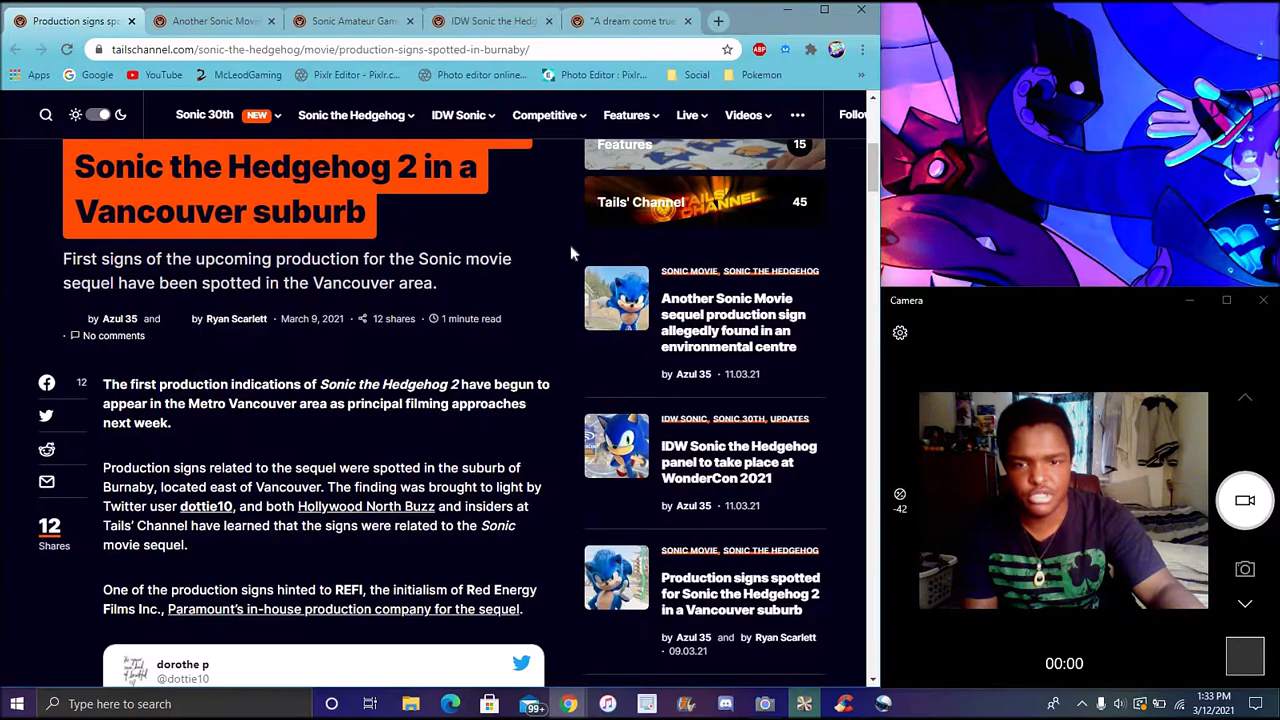 Production signs spo
Another Sonic Movi
Sonic Amateur Gam
IDW Sonic the Hedg
"A dream come true
tailschannel.com/sonic-the-hedgehog/movie/production-signs-spotted-in-burnaby/
ABP
Apps
Google
YouTube
McLeodGaming
Pixlr Editor - Pixlr.c...
Photo editor online...
Photo Editor : Pixlr...
Social
Pokemon
»
Sonic 30th NEW
Sonic the Hedgehog
IDW Sonic
Competitive
Features
Live
Videos
Follo
Sonic the Hedgehog 2 in a
Vancouver suburb
First signs of the upcoming production for the Sonic movie
sequel have been spotted in the Vancouver area.
by Azul 35 and by Ryan Scarlett · March 9, 2021 · 12 shares · 1 minute read
· No comments
12
12
Shares
The first production indications of Sonic the Hedgehog 2 have begun to
appear in the Metro Vancouver area as principal filming approaches
next week.
Production signs related to the sequel were spotted in the suburb of
Burnaby, located east of Vancouver. The finding was brought to light by
Twitter user dottie10, and both Hollywood North Buzz and insiders at
Tails' Channel have learned that the signs were related to the Sonic
movie sequel.
One of the production signs hinted to REFI, the initialism of Red Energy
Films Inc., Paramount's in-house production company for the sequel.
dorothe p
@dottie10
Features 15
Tails' Channel 45
TAILS'
CHANNEL
SONIC MOVIE, SONIC THE HEDGEHOG
Another Sonic Movie
sequel production sign
allegedly found in an
environmental centre
by Azul 35 · 11.03.21
IDW SONIC, SONIC 30TH, UPDATES
IDW Sonic the Hedgehog
panel to take place at
WonderCon 2021
by Azul 35 · 11.03.21
SONIC MOVIE, SONIC THE HEDGEHOG
Production signs spotted
for Sonic the Hedgehog 2
in a Vancouver suburb
by Azul 35 and by Ryan Scarlett
· 09.03.21
Camera
-42
00:00
Type here to search
99+
1:33 PM
3/12/2021